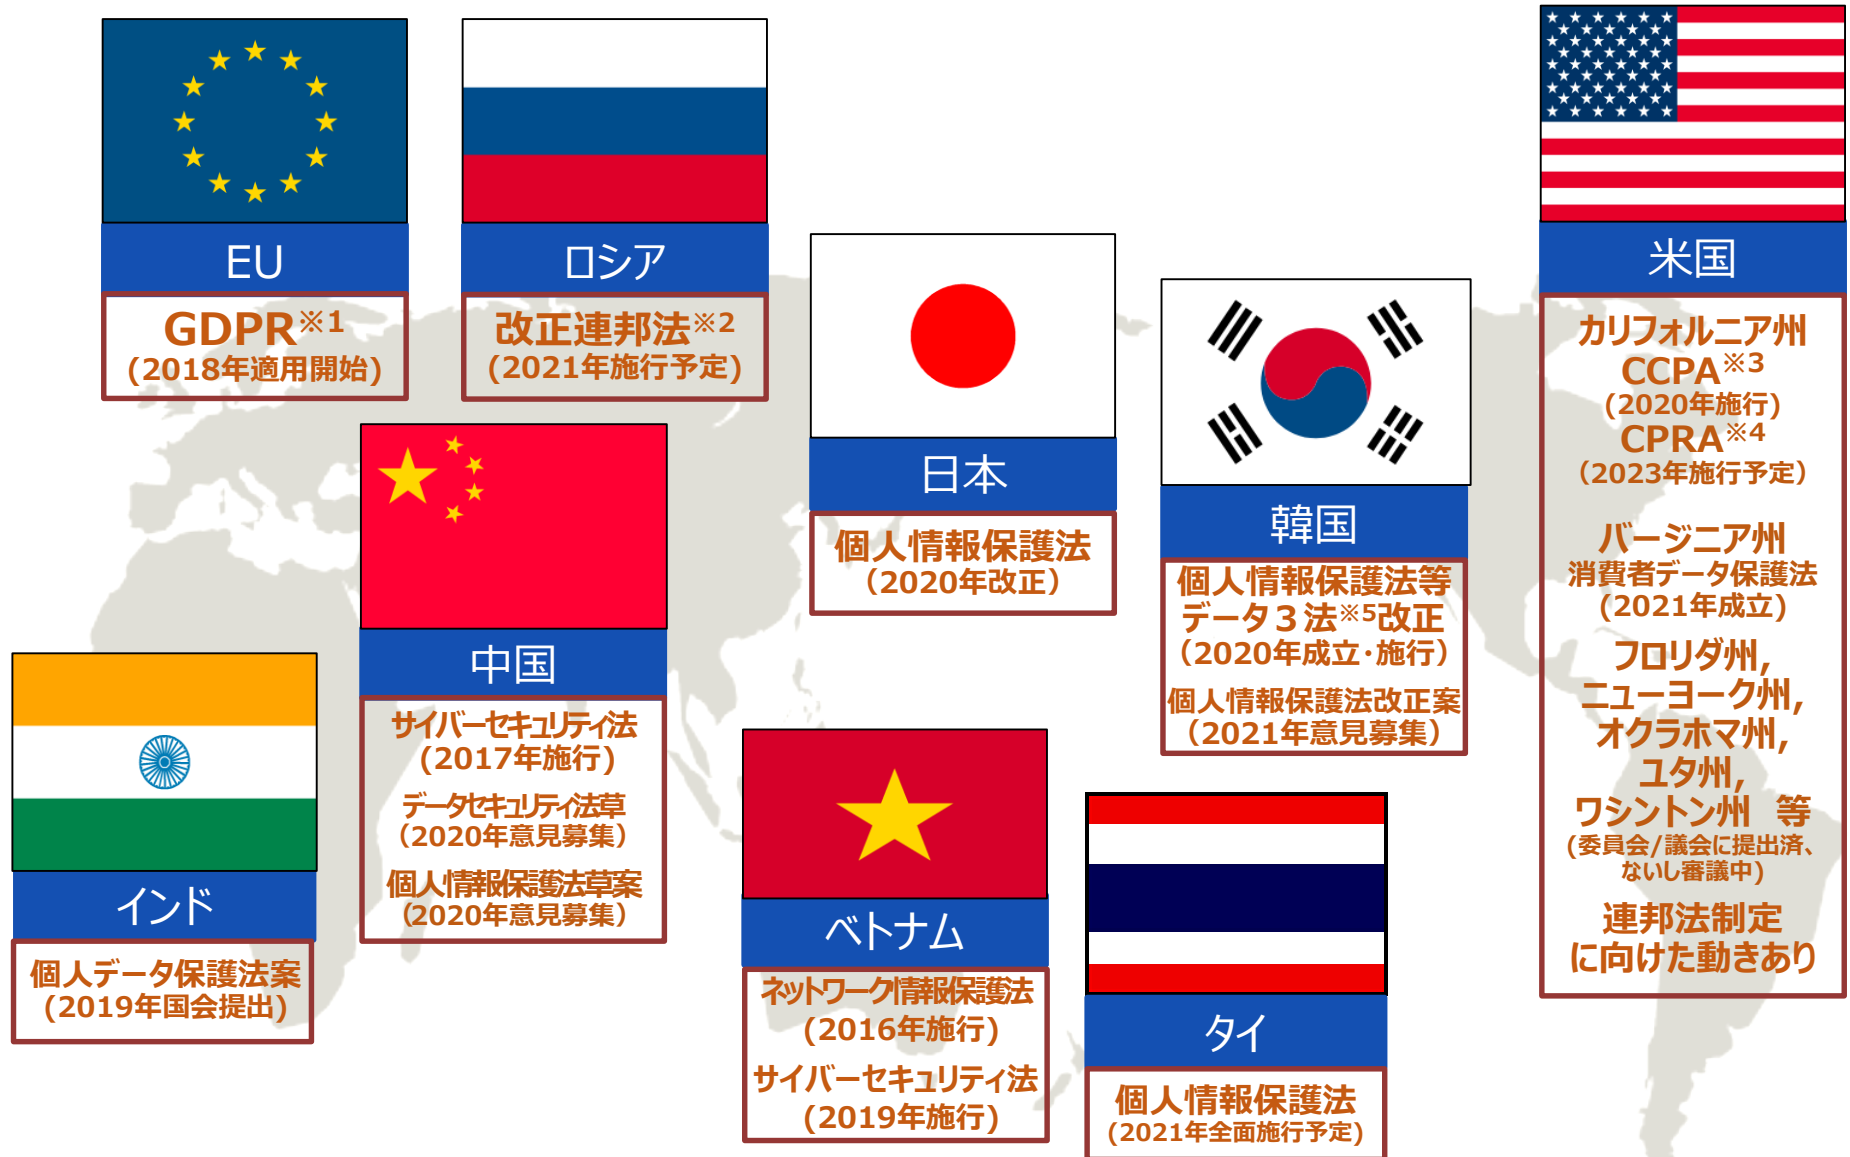 EU
GDPR※1
(2018年適用開始)
ロシア
改正連邦法※2
(2021年施行予定)
日本
個人情報保護法
（2020年改正）
韓国
個人情報保護法等
データ３法※5改正
（2020年成立・施行）
個人情報保護法改正案
（2021年意見募集）
米国
カリフォルニア州
CCPA※3
(2020年施行)
CPRA※4
（2023年施行予定）
バージニア州
消費者データ保護法
(2021年成立)
フロリダ州,
ニューヨーク州,
オクラホマ州,
ユタ州,
ワシントン州　等
(委員会/議会に提出済、
ないし審議中)
連邦法制定
に向けた動きあり
中国
サイバーセキュリティ法
(2017年施行)
データセキュリティ法草
（2020年意見募集）
個人情報保護法草案
（2020年意見募集）
インド
個人データ保護法案
(2019年国会提出)
ベトナム
ネットワーク情報保護法
(2016年施行)
サイバーセキュリティ法
(2019年施行)
タイ
個人情報保護法
(2021年全面施行予定)